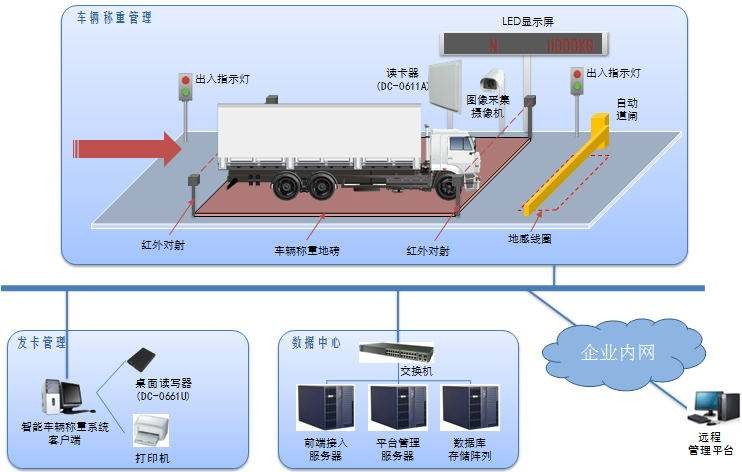 车辆称重管理
LED显示屏
N 00000KG
读卡器
(DC-0611A)
图像采集
摄像机
出入指示灯
出入指示灯
自动
道闸
红外对射
车辆称重地磅
红外对射
地感线圈
发卡管理
桌面读写器
(DC-0661U)
智能车辆称重系统
客户端
打印机
数据中心
交换机
前端接入
服务器
平台管理
服务器
数据库
存储阵列
企业内网
远程
管理平台